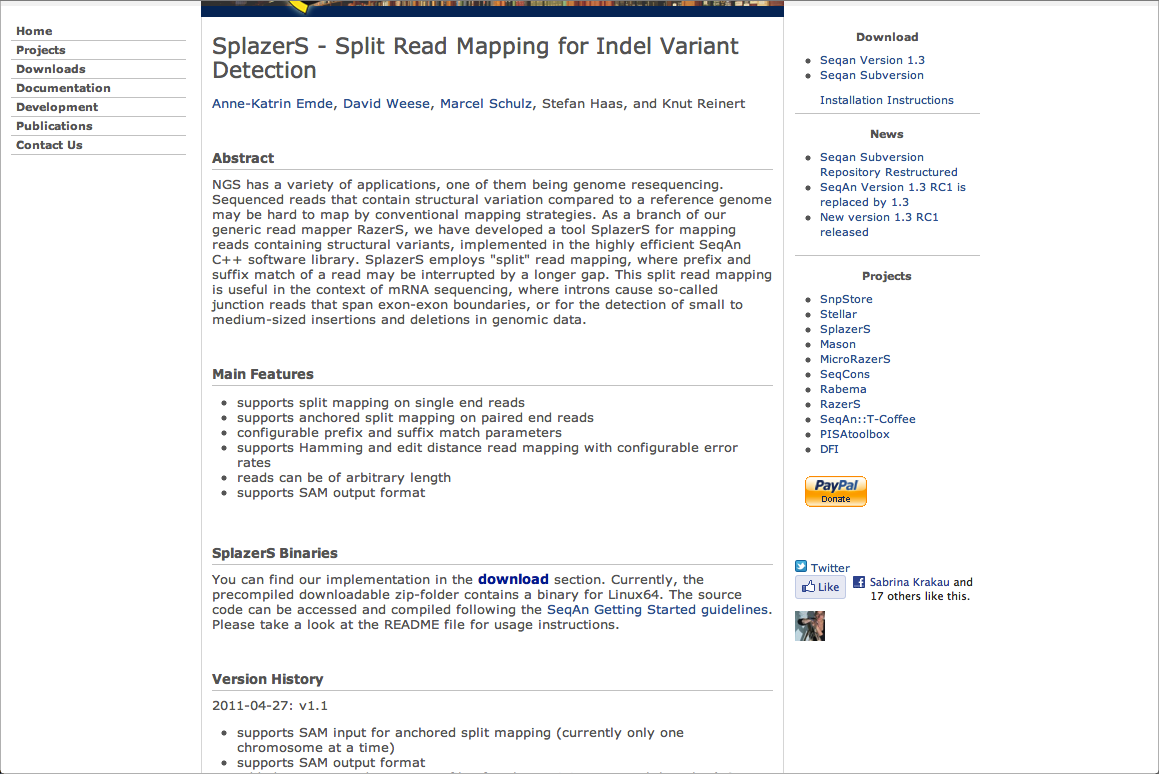 Home
Projects
Downloads
Documentation
Development
Publications
Contact Us
SplazerS - Split Read Mapping for Indel Variant
Detection
Anne-Katrin Emde, David Weese, Marcel Schulz, Stefan Haas, and Knut Reinert
Abstract
NGS has a variety of applications, one of them being genome resequencing.
Sequenced reads that contain structural variation compared to a reference genome
may be hard to map by conventional mapping strategies. As a branch of our
generic read mapper RazerS, we have developed a tool SplazerS for mapping
reads containing structural variants, implemented in the highly efficient SeqAn
C++ software library. SplazerS employs "split" read mapping, where prefix and
suffix match of a read may be interrupted by a longer gap. This split read mapping
is useful in the context of mRNA sequencing, where introns cause so-called
junction reads that span exon-exon boundaries, or for the detection of small to
medium-sized insertions and deletions in genomic data.
Main Features
• supports split mapping on single end reads
• supports anchored split mapping on paired end reads
• configurable prefix and suffix match parameters
• supports Hamming and edit distance read mapping with configurable error
rates
• reads can be of arbitrary length
• supports SAM output format
SplazerS Binaries
You can find our implementation in the download section. Currently, the
precompiled downloadable zip-folder contains a binary for Linux64. The source
code can be accessed and compiled following the SeqAn Getting Started guidelines.
Please take a look at the README file for usage instructions.
Version History
2011-04-27: v1.1
• supports SAM input for anchored split mapping (currently only one
chromosome at a time)
• supports SAM output format
Download
• Seqan Version 1.3
• Seqan Subversion
Installation Instructions
News
• Seqan Subversion
Repository Restructured
• SeqAn Version 1.3 RC1 is
replaced by 1.3
• New version 1.3 RC1
released
Projects
• SnpStore
• Stellar
• SplazerS
• Mason
• MicroRazerS
• SeqCons
• Rabema
• RazerS
• SeqAn::T-Coffee
• PISAtoolbox
• DFI
PayPal
Donate
Twitter
Like
Sabrina Krakau and
17 others like this.